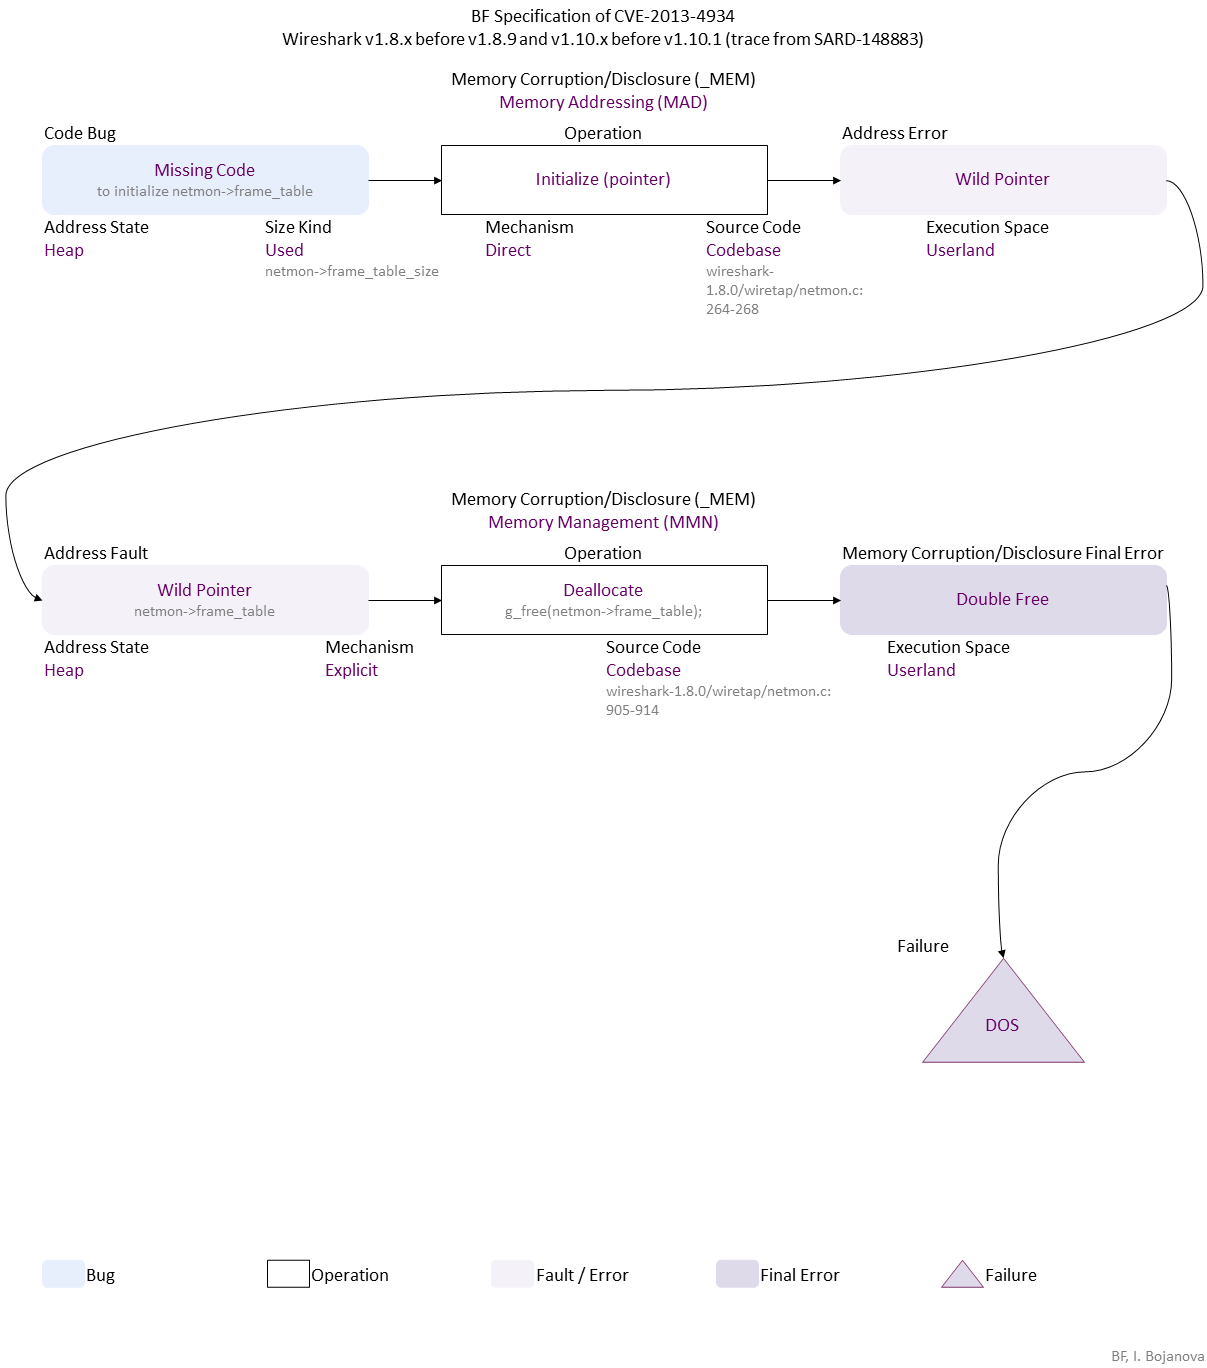 BF Specification of CVE-2013-4934
Wireshark v1.8.x before v1.8.9 and v1.10.x before v1.10.1 (trace from SARD-148883)
Memory Corruption/Disclosure (_MEM)
Memory Addressing (MAD)
Code Bug
Operation
Address Error
Missing Code
to initialize netmon->frame_table
Initialize (pointer)
Wild Pointer
Address State
Heap
Size Kind
Used
netmon->frame_table_size
Mechanism
Direct
Source Code
Codebase
wireshark-
1.8.0/wiretap/netmon.c:
264-268
Execution Space
Userland
Memory Corruption/Disclosure (_MEM)
Memory Management (MMN)
Address Fault
Operation
Memory Corruption/Disclosure Final Error
Wild Pointer
netmon->frame_table
Deallocate
g_free(netmon->frame_table);
Double Free
Address State
Heap
Mechanism
Explicit
Source Code
Codebase
wireshark-1.8.0/wiretap/netmon.c:
905-914
Execution Space
Userland
Failure
DOS
Bug
Operation
Fault / Error
Final Error
Failure
BF, I. Bojanova